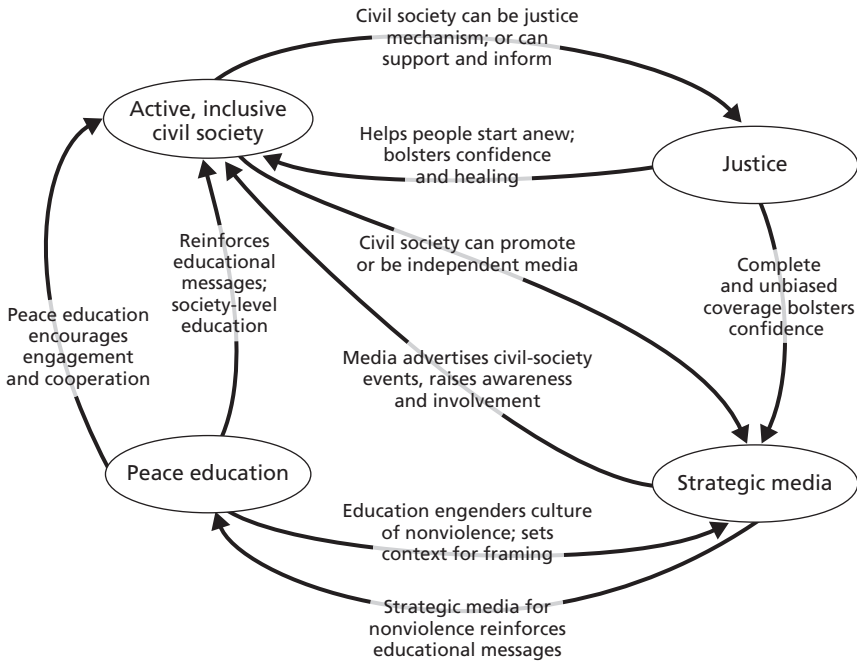 Civil society can be justice
mechanism; or can
support and inform
Active, inclusive
civil society
Helps people start anew;
bolsters confidence
and healing
Justice
Reinforces
educational
messages;
society-level
education
Civil society can promote
or be independent media
Complete
and unbiased
coverage bolsters
confidence
Peace education
encourages
engagement
and cooperation
Media advertises civil-society
events, raises awareness
and involvement
Peace education
Strategic media
Education engenders culture
of nonviolence; sets
context for framing
Strategic media for
nonviolence reinforces
educational messages